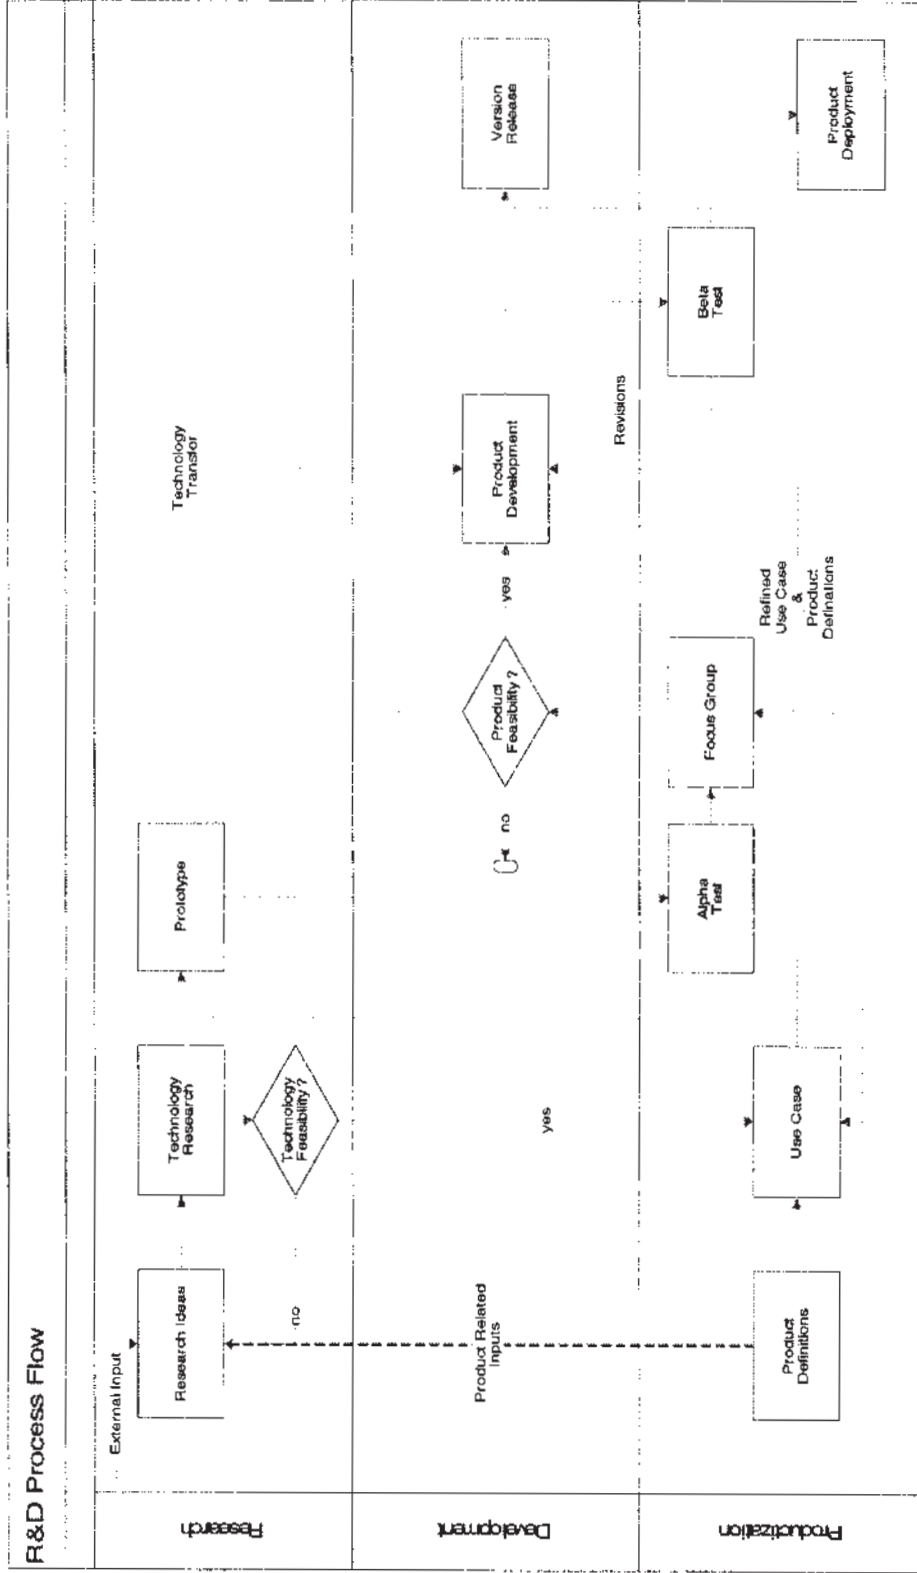 R&D Process Flow
Research
External Input
Research Ideas
no
Technology
Research
Technology
Feasibility ?
Prototype
Technology
Transfer
Development
Product Related
Inputs
yes
no
Product
Feasibility ?
yes
Product
Development
Version
Release
Productization
Product
Definitions
Use Case
Alpha
Test
Focus Group
Refined
Use Case
&
Product
Definations
Revisions
Beta
Test
Product
Deployment